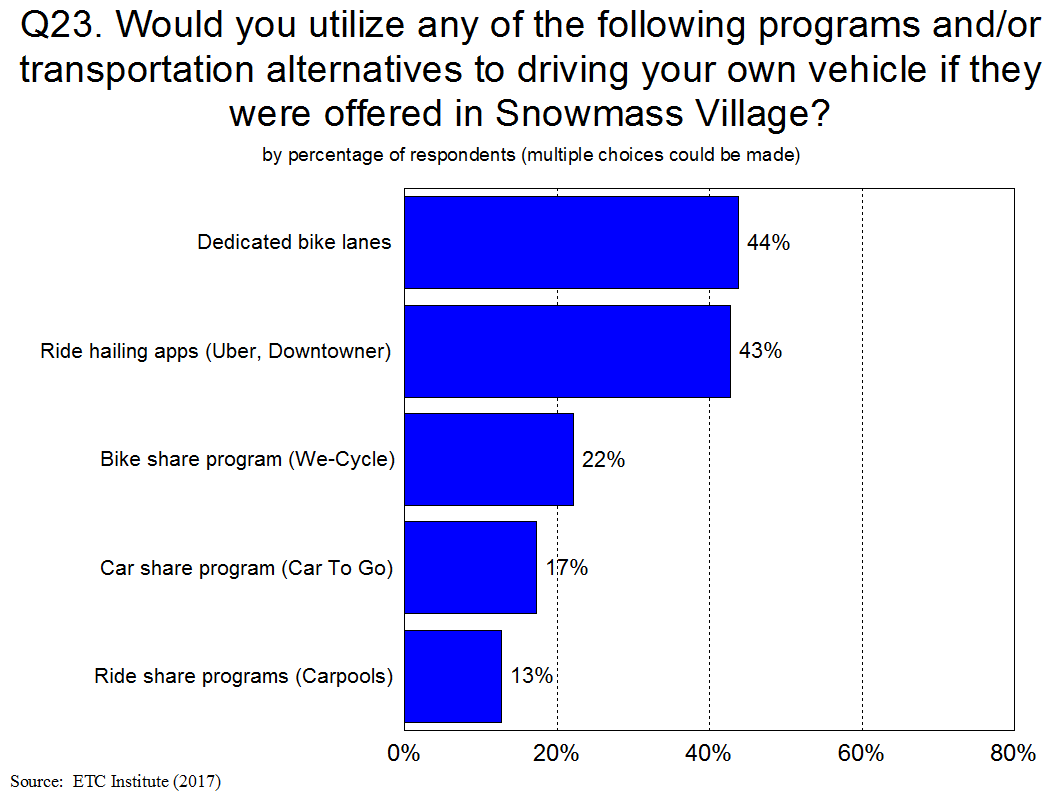 Q23. Would you utilize any of the following programs and/or
transportation alternatives to driving your own vehicle if they
were offered in Snowmass Village?
by percentage of respondents (multiple choices could be made)
Dedicated bike lanes
44%
Ride hailing apps (Uber, Downtowner)
43%
Bike share program (We-Cycle)
22%
Car share program (Car To Go)
17%
Ride share programs (Carpools)
13%
0%
20%
40%
60%
80%
Source: ETC Institute (2017)